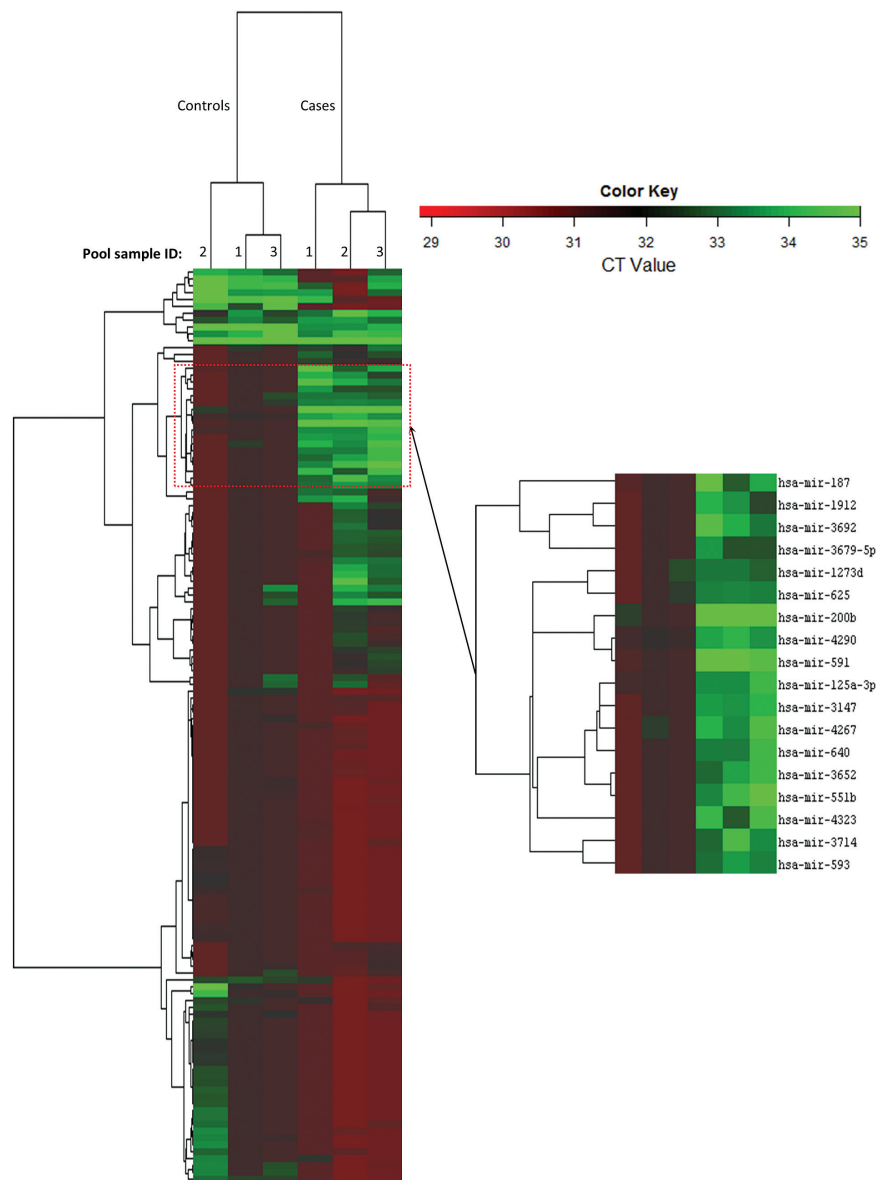 Controls
Cases
Color Key
29 30 31 32 33 34 35
CT Value
Pool sample ID: 2 1 3 1 2 3
hsa-mir-187
hsa-mir-1912
hsa-mir-3692
hsa-mir-3679-5p
hsa-mir-1273d
hsa-mir-625
hsa-mir-200b
hsa-mir-4290
hsa-mir-591
hsa-mir-125a-3p
hsa-mir-3147
hsa-mir-4267
hsa-mir-640
hsa-mir-3652
hsa-mir-551b
hsa-mir-4323
hsa-mir-3714
hsa-mir-593